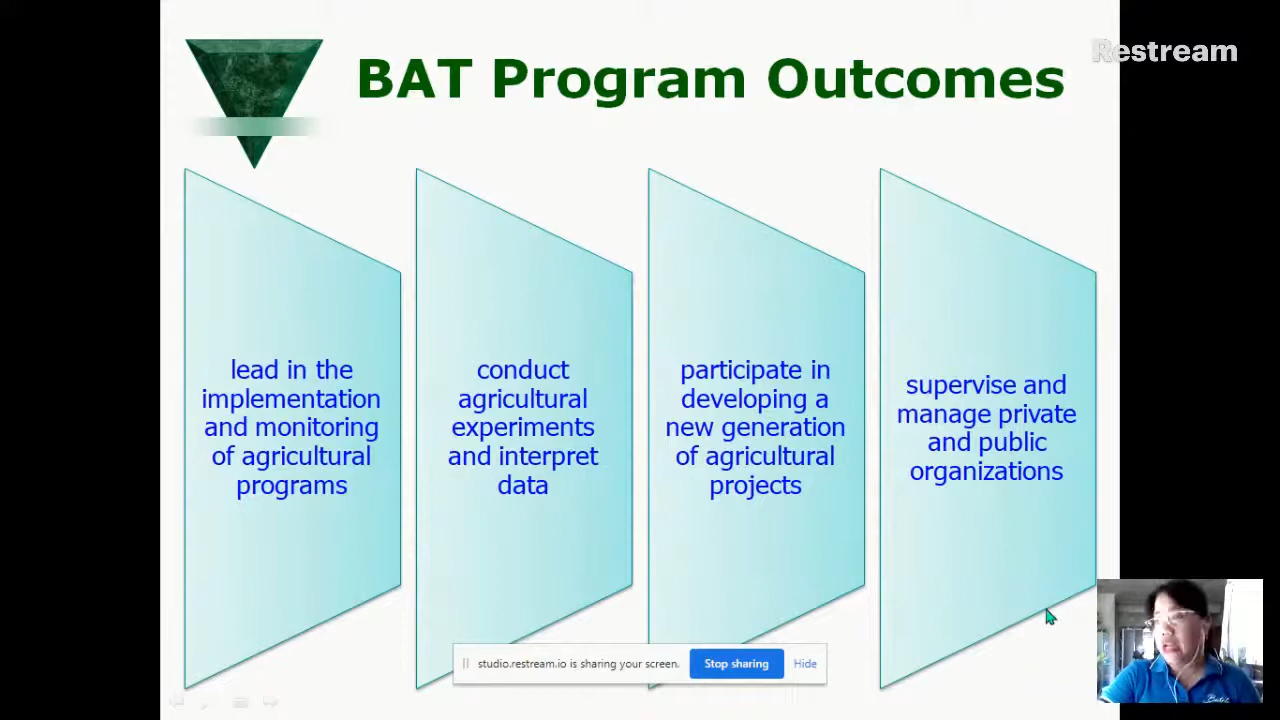 Restream
BAT Program Outcomes
lead in the
implementation
and monitoring
of agricultural
programs
conduct
agricultural
experiments
and interpret
data
participate in
developing a
new generation
of agricultural
projects
supervise and
manage private
and public
organizations
studio.restream.io is sharing your screen.
Stop sharing
Hide